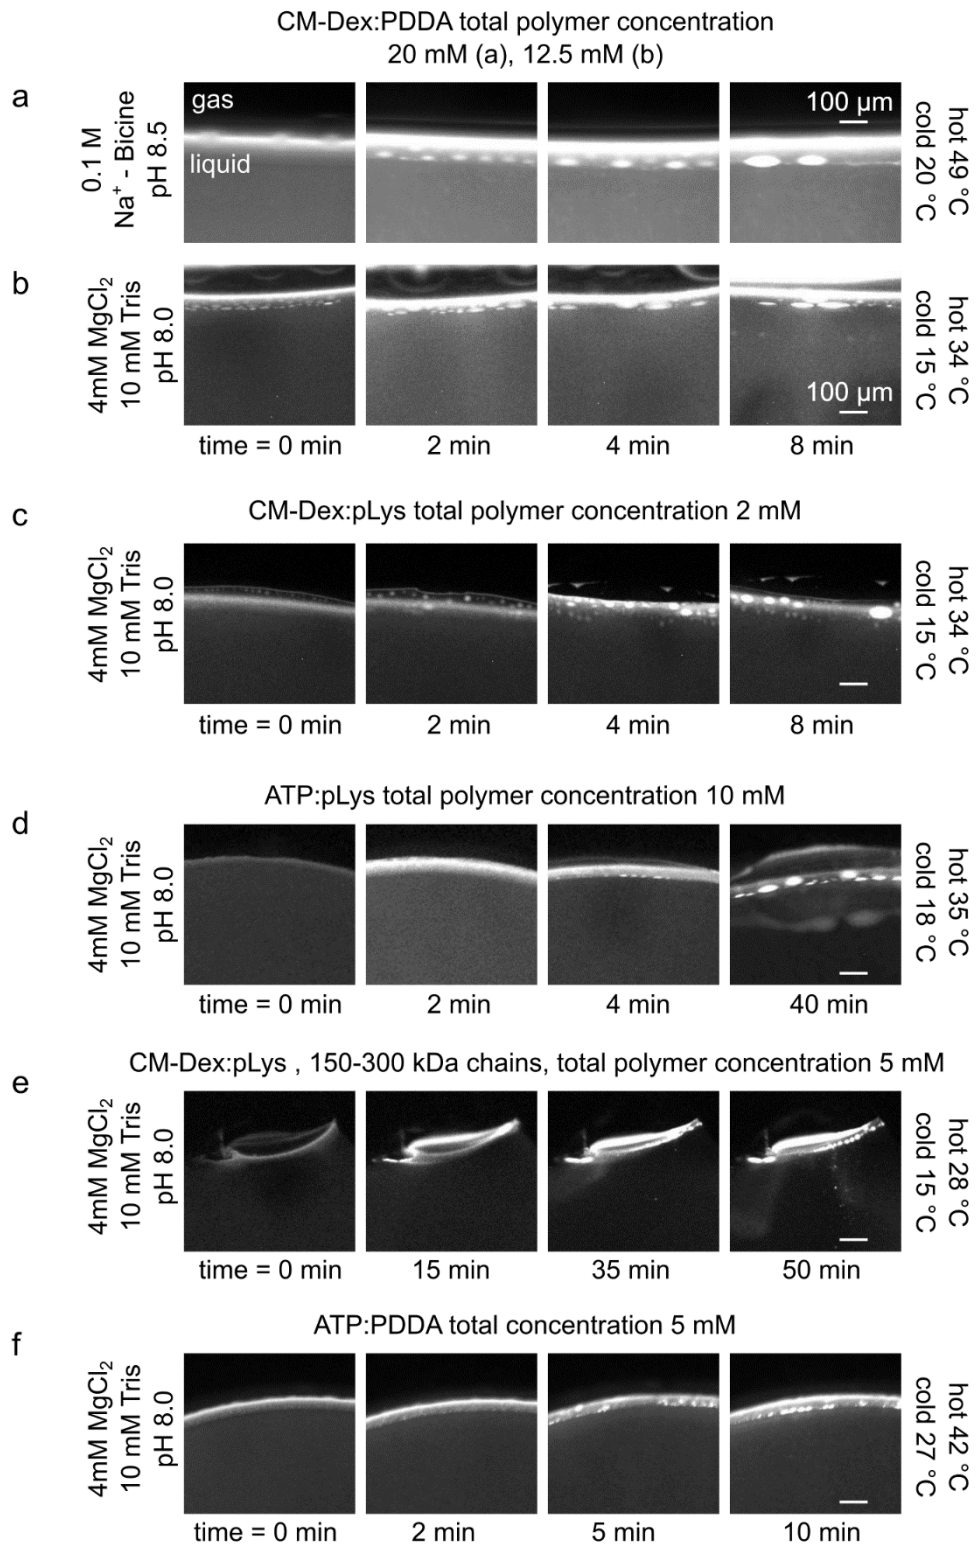 CM-Dex:PDDA total polymer concentration
20 mM (a), 12.5 mM (b)
a
0.1 M
Na⁺ - Bicine
pH 8.5
gas
liquid
100 µm
hot 49 °C
cold 20 °C
b
4mM MgCl₂
10 mM Tris
pH 8.0
100 µm
hot 34 °C
cold 15 °C
time = 0 min 2 min 4 min 8 min
c
CM-Dex:pLys total polymer concentration 2 mM
4mM MgCl₂
10 mM Tris
pH 8.0
hot 34 °C
cold 15 °C
time = 0 min 2 min 4 min 8 min
ATP:pLys total polymer concentration 10 mM
d
4mM MgCl₂
10 mM Tris
pH 8.0
hot 35 °C
cold 18 °C
time = 0 min 2 min 4 min 40 min
CM-Dex:pLys , 150-300 kDa chains, total polymer concentration 5 mM
e
4mM MgCl₂
10 mM Tris
pH 8.0
hot 28 °C
cold 15 °C
time = 0 min 15 min 35 min 50 min
ATP:PDDA total concentration 5 mM
f
4mM MgCl₂
10 mM Tris
pH 8.0
hot 42 °C
cold 27 °C
time = 0 min 2 min 5 min 10 min